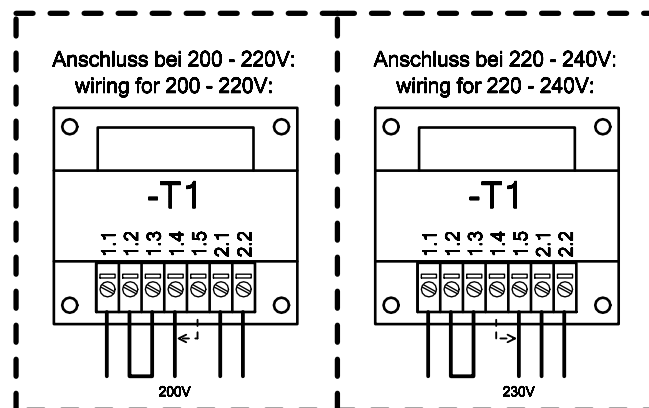 Anschluss bei 200 - 220V:
wiring for 200 - 220V:
-T1
1.1 1.2 1.3 1.4 1.5 2.1 2.2
200V
Anschluss bei 220 - 240V:
wiring for 220 - 240V:
-T1
1.1 1.2 1.3 1.4 1.5 2.1 2.2
230V